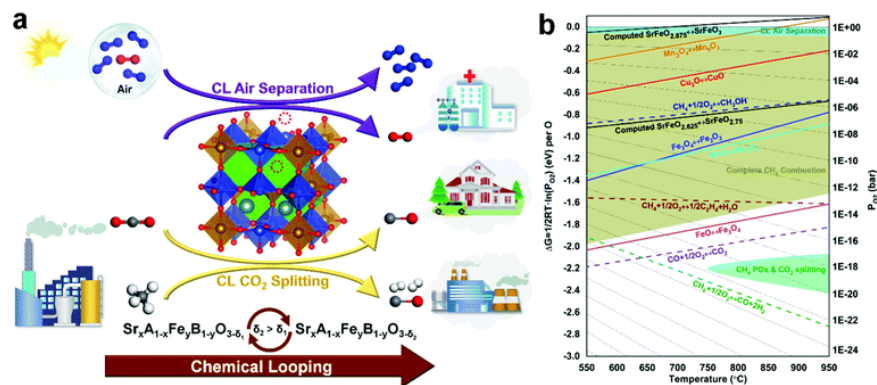 a
Air
CL Air Separation
CL CO2 Splitting
SrxA1-xFeyB1-yO3-δ1
δ2 > δ1
SrxA1-xFeyB1-yO3-δ2
Chemical Looping
b
ΔG=1/2RT·ln(PO2) (eV) per O
0.0
-0.2
-0.4
-0.6
-0.8
-1.0
-1.2
-1.4
-1.6
-1.8
-2.0
-2.2
-2.4
-2.6
-2.8
-3.0
Computed SrFeO2.875↔SrFeO3
CL Air Separation
Mn3O4↔Mn2O3
Cu2O↔CuO
CH4+1/2O2↔CH3OH
Computed SrFeO2.625↔SrFeO2.75
Fe3O4↔Fe2O3
Complete CH4 Combustion
CH4+1/2O2↔1/2C2H4+H2O
FeO↔Fe3O4
CO+1/2O2↔CO2
CH4 POx & CO2 splitting
CH4+1/2O2↔CO+2H2
1E+00
1E-02
1E-04
1E-06
1E-08
1E-10
1E-12
1E-14
1E-16
1E-18
1E-20
1E-22
1E-24
PO2 (bar)
550
650
750
850
950
Temperature (°C)